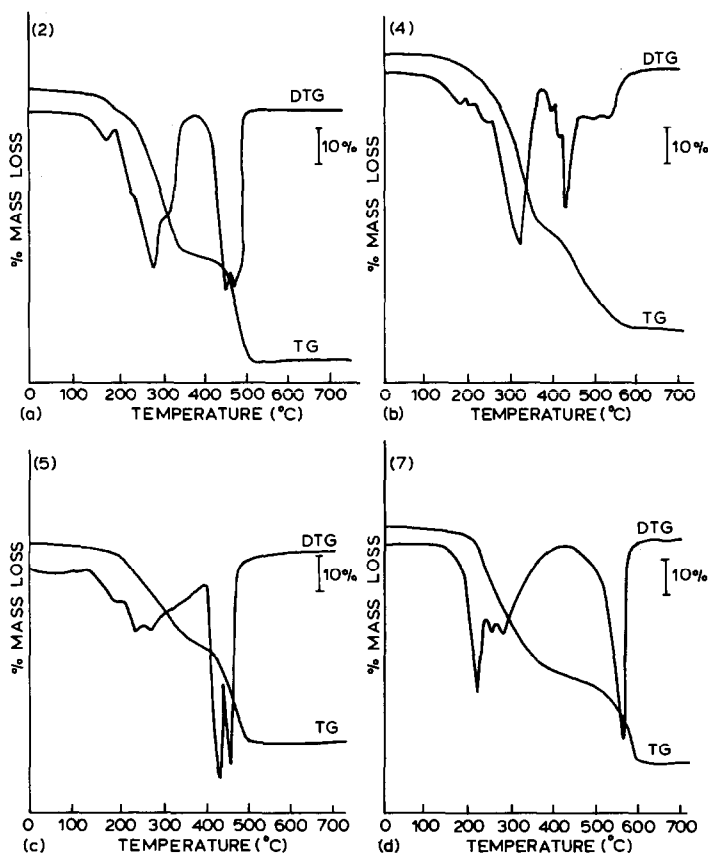 (2)
DTG
10%
% MASS LOSS
TG
0 100 200 300 400 500 600 700
(a) TEMPERATURE (°C)
(4)
DTG
10%
% MASS LOSS
TG
0 100 200 300 400 500 600 700
(b) TEMPERATURE (°C)
(5)
DTG
10%
% MASS LOSS
TG
0 100 200 300 400 500 600 700
(c) TEMPERATURE (°C)
(7)
DTG
10%
% MASS LOSS
TG
0 100 200 300 400 500 600 700
(d) TEMPERATURE (°C)